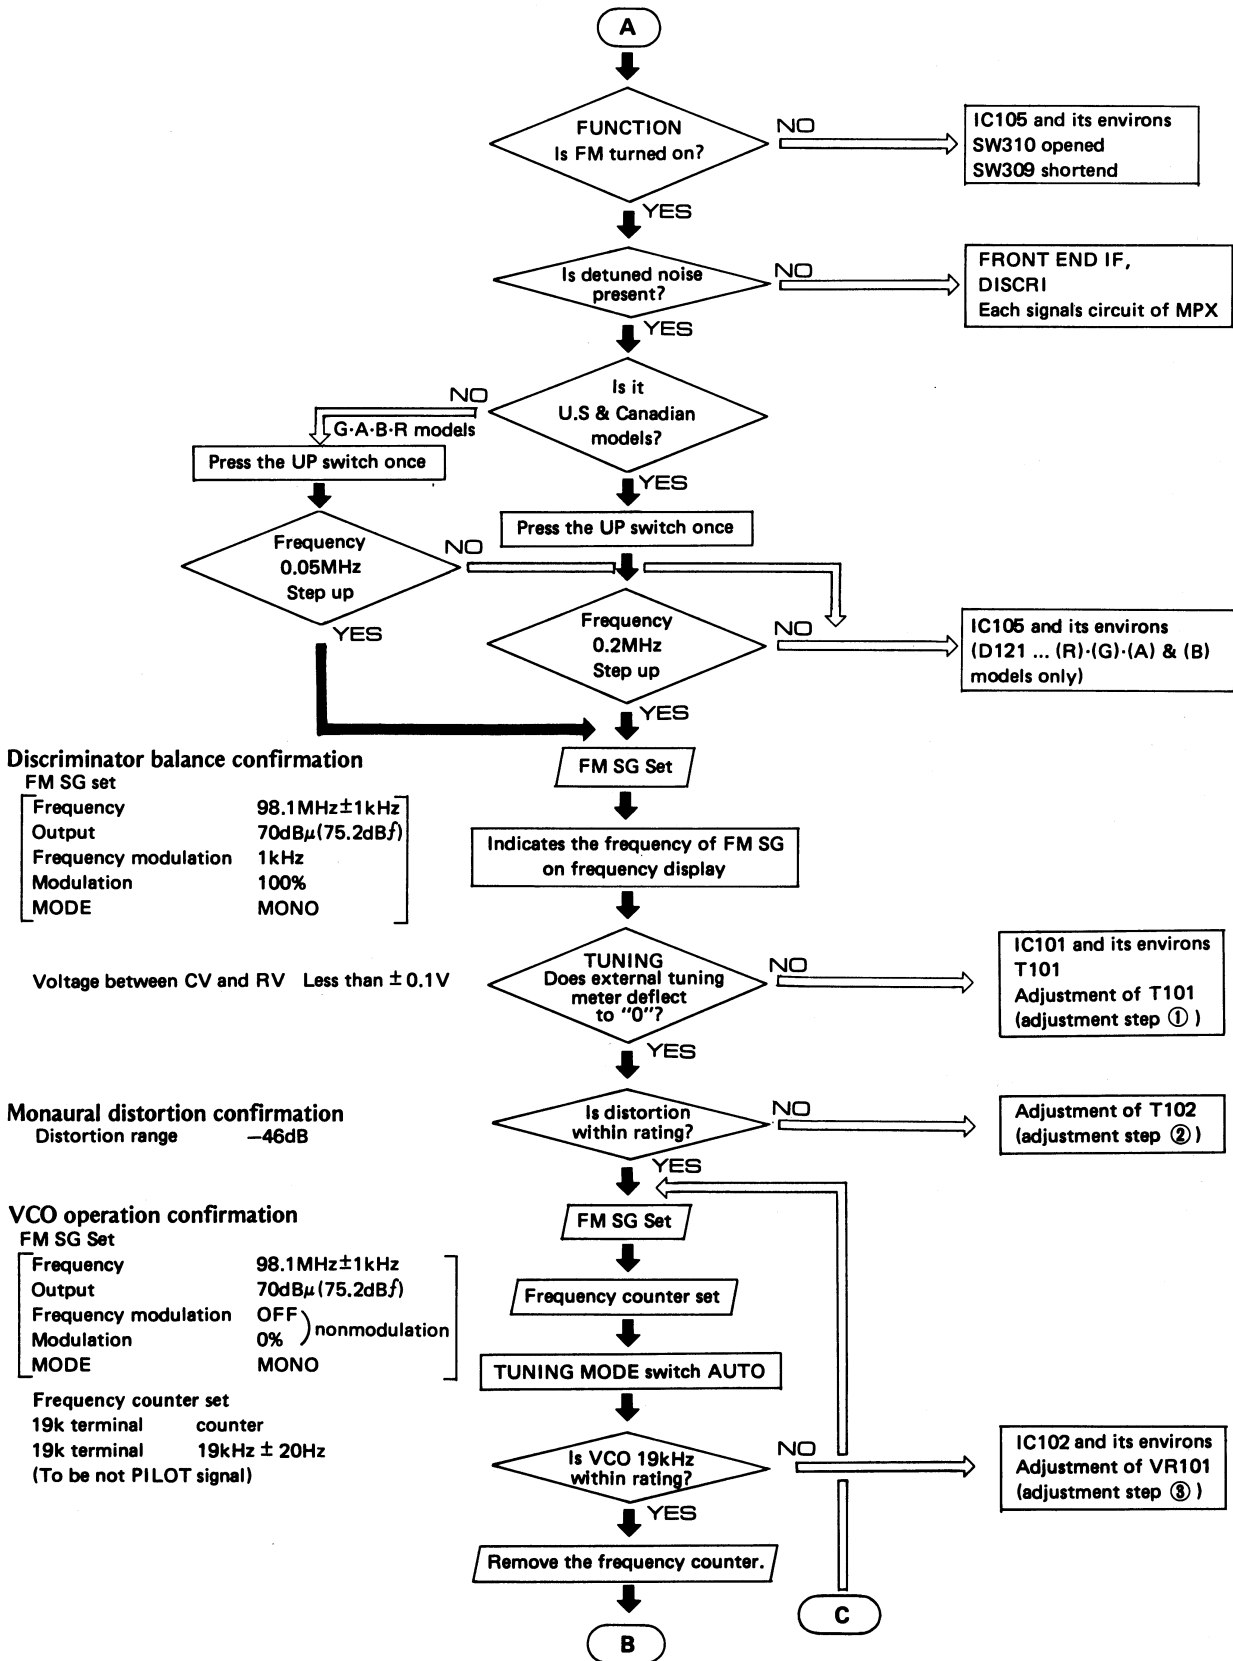 A
FUNCTION
Is FM turned on?
NO
IC105 and its environs
SW310 opened
SW309 shortend
YES
Is detuned noise
present?
NO
FRONT END IF,
DISCRI
Each signals circuit of MPX
YES
Is it
U.S & Canadian
models?
NO
G·A·B·R models
Press the UP switch once
YES
Press the UP switch once
Frequency
0.05MHz
Step up
NO
YES
Frequency
0.2MHz
Step up
NO
IC105 and its environs
(D121 ... (R)·(G)·(A) & (B)
models only)
YES
FM SG Set
Discriminator balance confirmation
FM SG set
Frequency 98.1MHz±1kHz
Output 70dBμ(75.2dBf)
Frequency modulation 1kHz
Modulation 100%
MODE MONO
Indicates the frequency of FM SG
on frequency display
Voltage between CV and RV Less than ±0.1V
TUNING
Does external tuning
meter deflect
to "0"?
NO
IC101 and its environs
T101
Adjustment of T101
(adjustment step ①)
YES
Monaural distortion confirmation
Distortion range −46dB
Is distortion
within rating?
NO
Adjustment of T102
(adjustment step ②)
YES
FM SG Set
VCO operation confirmation
FM SG Set
Frequency 98.1MHz±1kHz
Output 70dBμ(75.2dBf)
Frequency modulation OFF
Modulation 0%
nonmodulation
MODE MONO
Frequency counter set
19k terminal counter
19k terminal 19kHz ± 20Hz
(To be not PILOT signal)
Frequency counter set
TUNING MODE switch AUTO
Is VCO 19kHz
within rating?
NO
IC102 and its environs
Adjustment of VR101
(adjustment step ③)
YES
Remove the frequency counter.
C
B